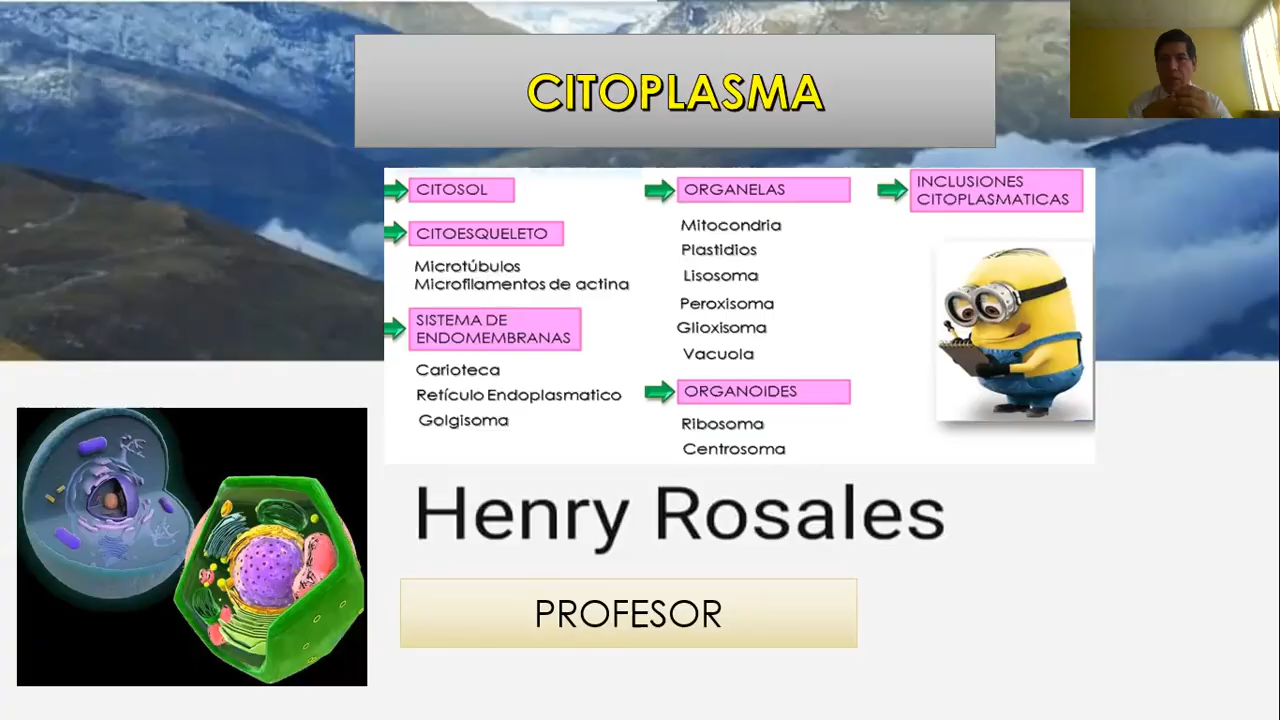 CITOPLASMA
CITOSOL
CITOESQUELETO
Microtúbulos
Microfilamentos de actina
SISTEMA DE
ENDOMEMBRANAS
Carioteca
Retículo Endoplasmatico
Golgisoma
ORGANELAS
Mitocondria
Plastidios
Lisosoma
Peroxisoma
Glioxisoma
Vacuola
ORGANOIDES
Ribosoma
Centrosoma
INCLUSIONES
CITOPLASMATICAS
Henry Rosales
PROFESOR